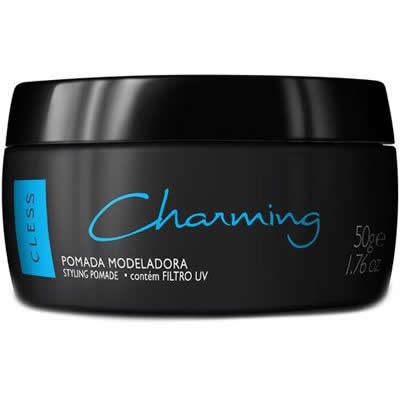 CLESS
Charming
POMADA MODELADORA
STYLING POMADE • contém FILTRO UV
50g℮
1.76 oz